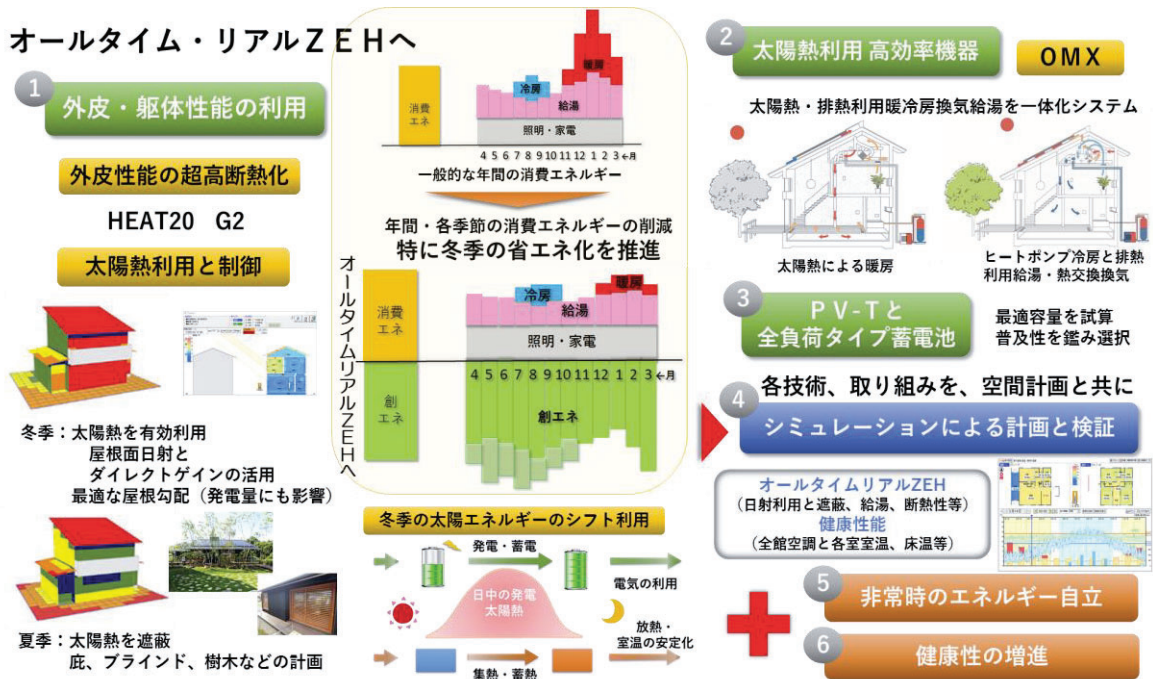 オールタイム・リアルＺＥＨへ
1
外皮・躯体性能の利用
外皮性能の超高断熱化
HEAT20 G2
太陽熱利用と制御
冬季：太陽熱を有効利用
屋根面日射と
ダイレクトゲインの活用
最適な屋根勾配（発電量にも影響）
夏季：太陽熱を遮蔽
庇、ブラインド、樹木などの計画
消費
エネ
冷房
暖房
給湯
照明・家電
4 5 6 7 8 9 10 11 12 1 2 3 ←月
一般的な年間の消費エネルギー
年間・各季節の消費エネルギーの削減
特に冬季の省エネ化を推進
オールタイムリアルZEHへ
消費
エネ
冷房
暖房
給湯
照明・家電
4 5 6 7 8 9 10 11 12 1 2 3 ←月
創
エネ
創エネ
冬季の太陽エネルギーのシフト利用
発電・蓄電
電気の利用
日中の発電
太陽熱
放熱・
室温の安定化
集熱・蓄熱
2
太陽熱利用 高効率機器
ＯＭＸ
太陽熱・排熱利用暖冷房換気給湯を一体化システム
太陽熱による暖房
ヒートポンプ冷房と排熱
利用給湯・熱交換換気
3
ＰＶ-Ｔと
全負荷タイプ蓄電池
最適容量を試算
普及性を鑑み選択
各技術、取り組みを、空間計画と共に
4
シミュレーションによる計画と検証
オールタイムリアルZEH
（日射利用と遮蔽、給湯、断熱性等）
健康性能
（全館空調と各室室温、床温等）
5
非常時のエネルギー自立
6
健康性の増進